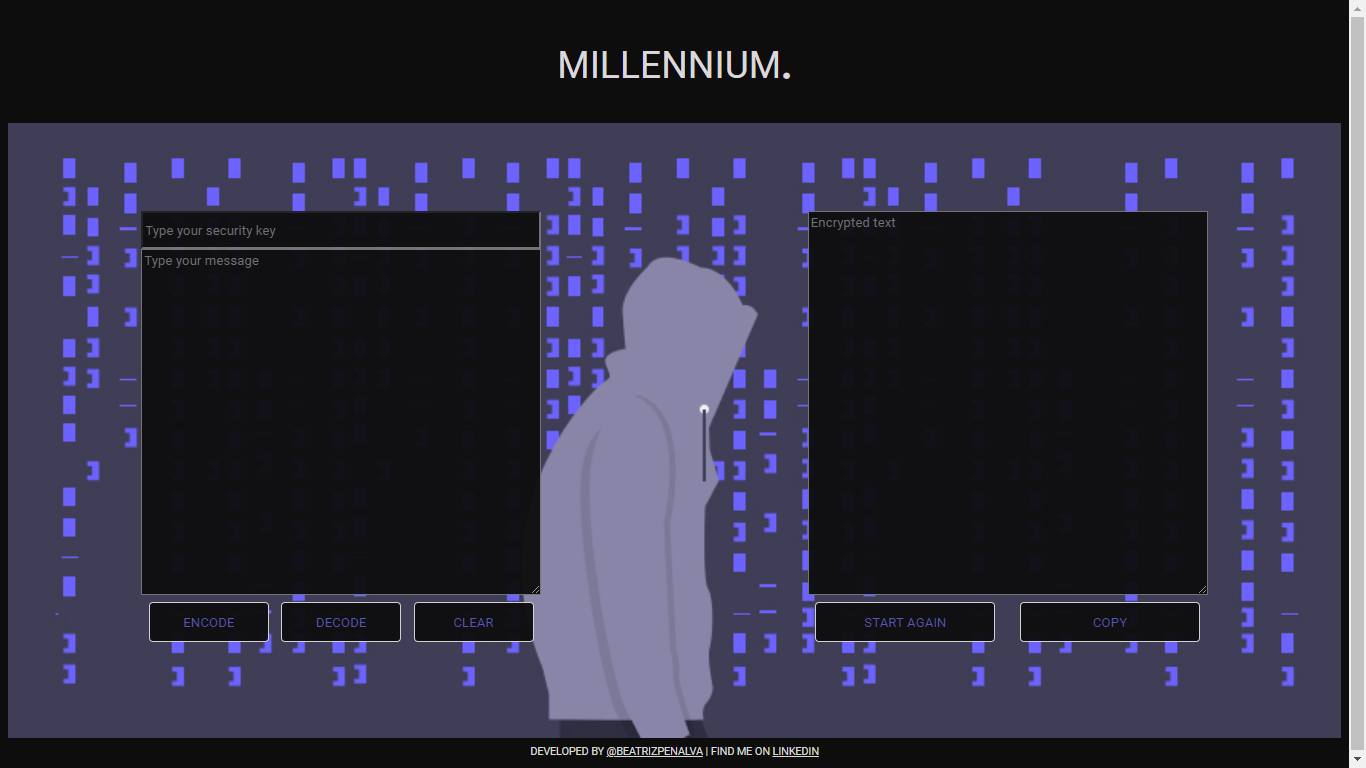 MILLENNIUM.
Type your security key
Type your message
ENCODE
DECODE
CLEAR
Encrypted text
START AGAIN
COPY
DEVELOPED BY @BEATRIZPENALVA | FIND ME ON LINKEDIN